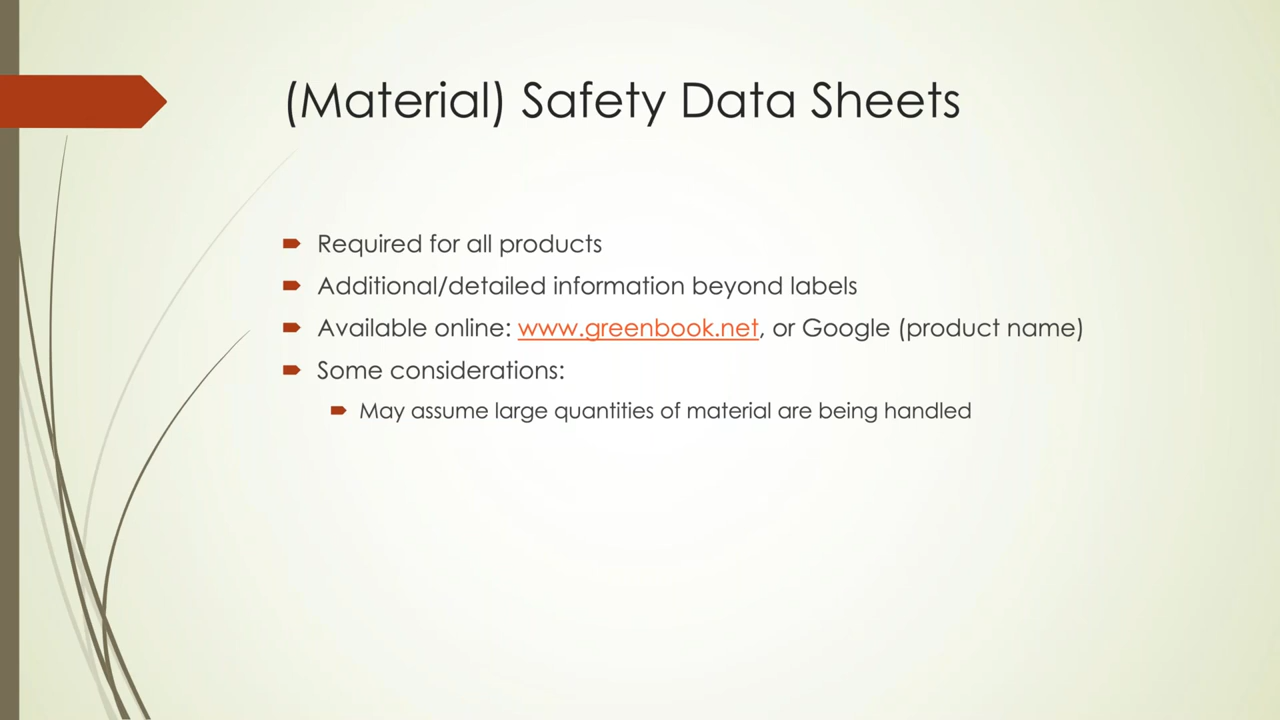 (Material) Safety Data Sheets
Required for all products
Additional/detailed information beyond labels
Available online: www.greenbook.net, or Google (product name)
Some considerations:
May assume large quantities of material are being handled